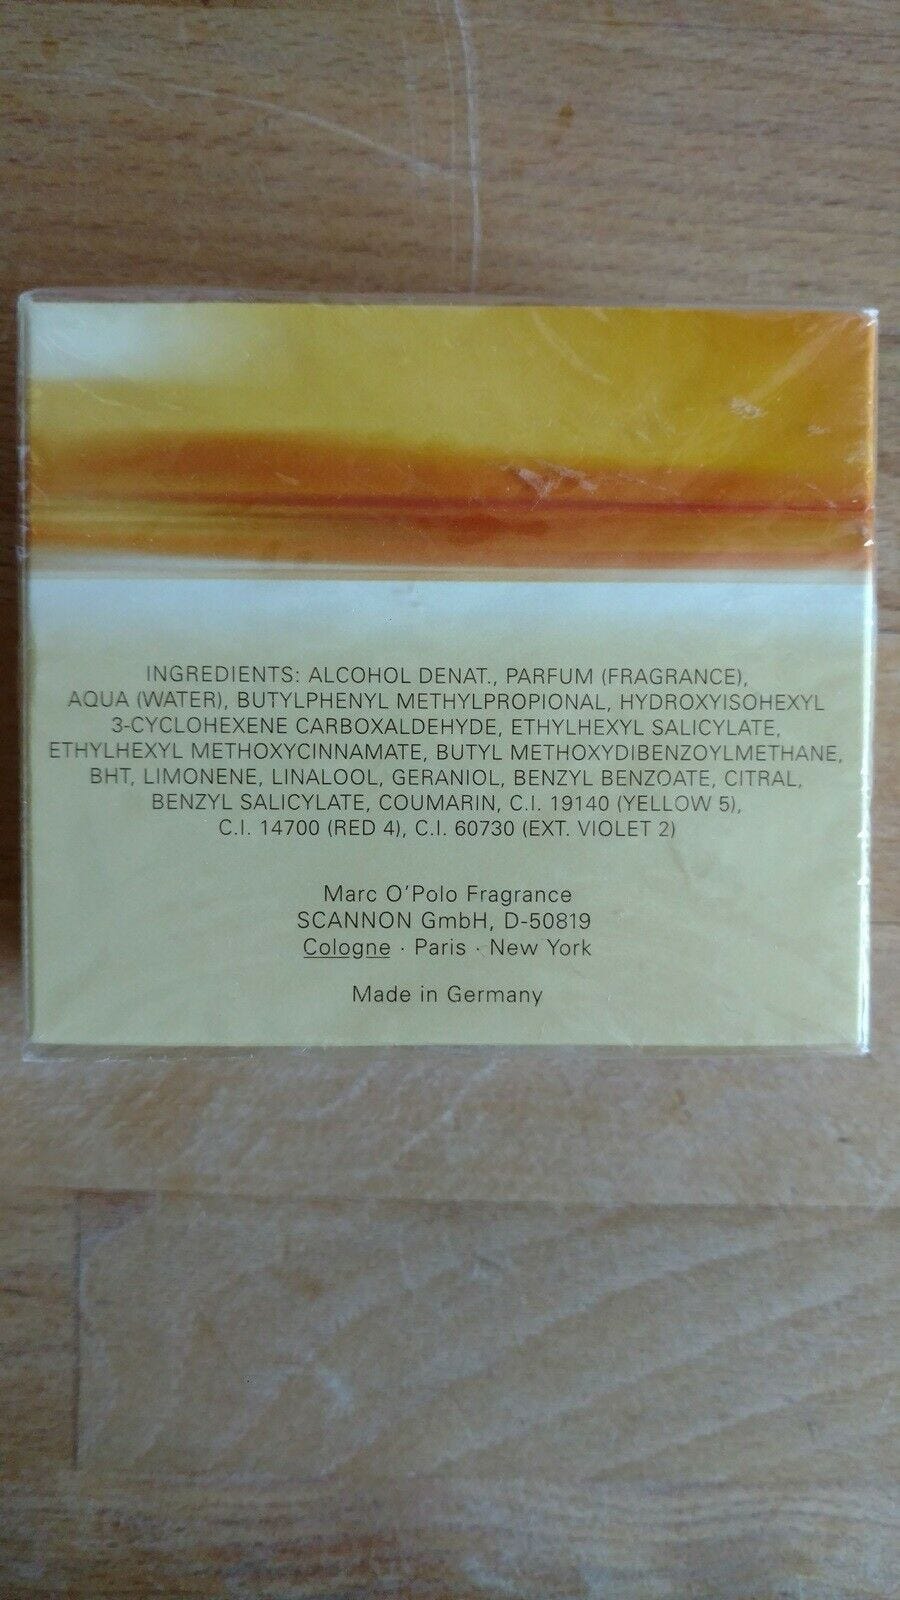 INGREDIENTS: ALCOHOL DENAT., PARFUM (FRAGRANCE),
AQUA (WATER), BUTYLPHENYL METHYLPROPIONAL, HYDROXYISOHEXYL
3-CYCLOHEXENE CARBOXALDEHYDE, ETHYLHEXYL SALICYLATE,
ETHYLHEXYL METHOXYCINNAMATE, BUTYL METHOXYDIBENZOYLMETHANE,
BHT, LIMONENE, LINALOOL, GERANIOL, BENZYL BENZOATE, CITRAL,
BENZYL SALICYLATE, COUMARIN, C.I. 19140 (YELLOW 5),
C.I. 14700 (RED 4), C.I. 60730 (EXT. VIOLET 2)
Marc O'Polo Fragrance
SCANNON GmbH, D-50819
Cologne · Paris · New York
Made in Germany